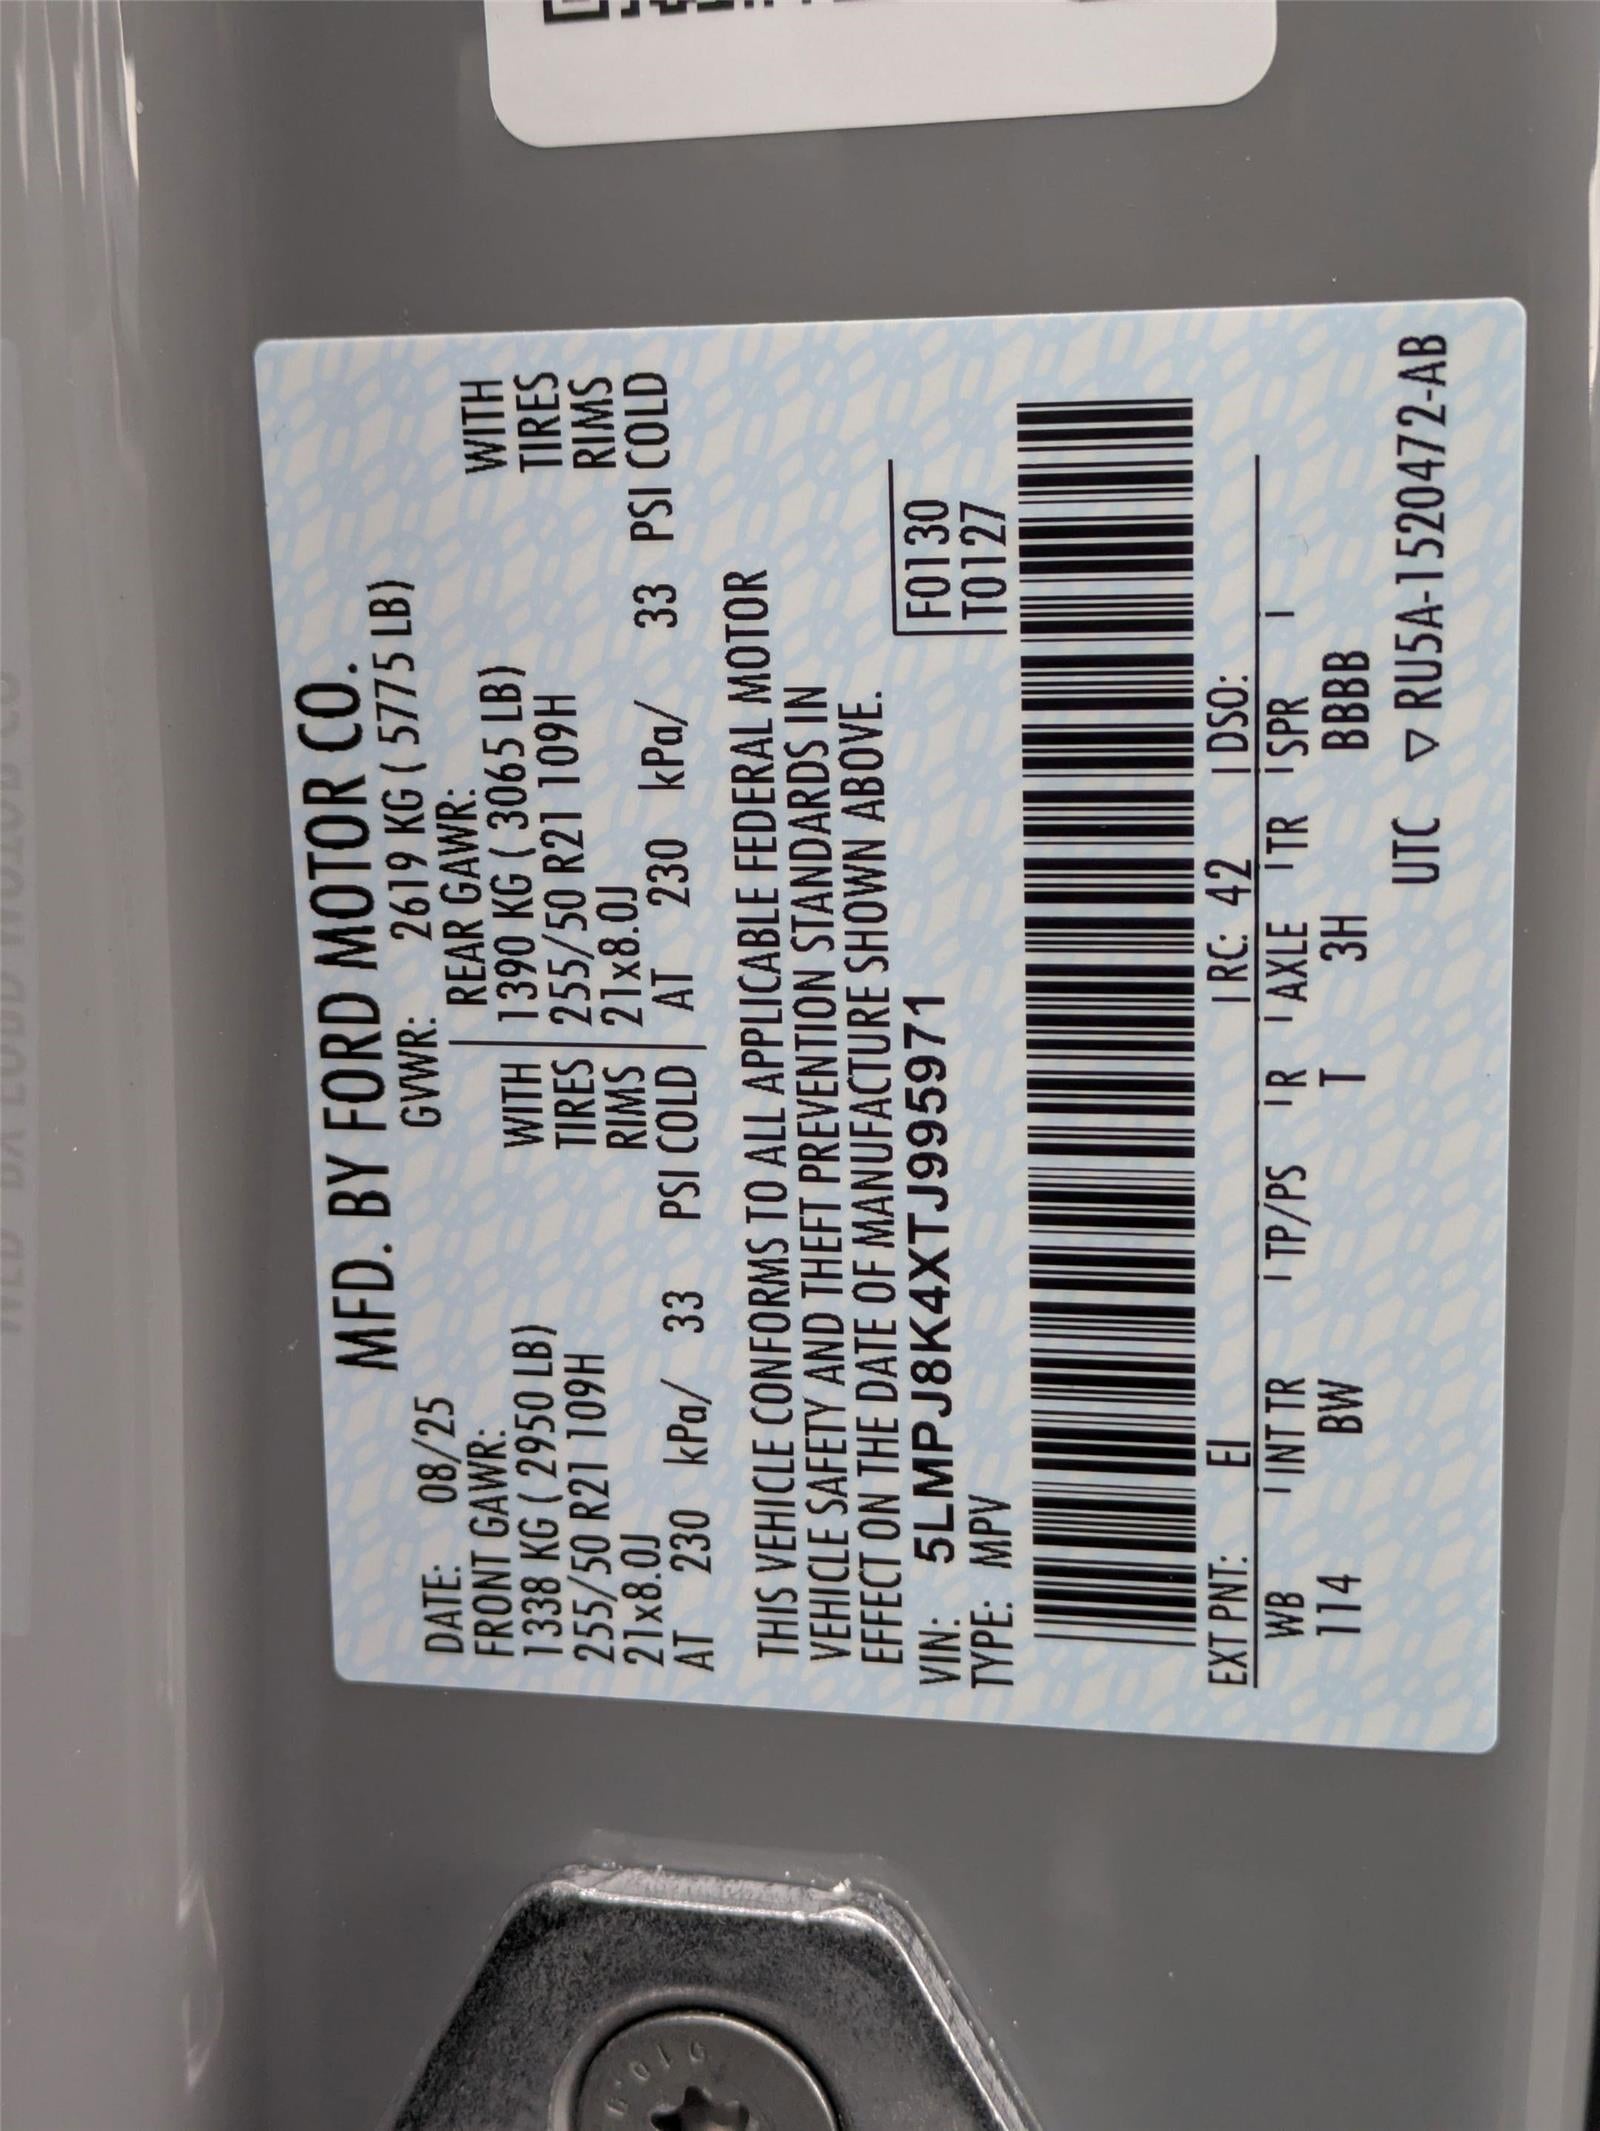 MFD. BY FORD MOTOR CO.
DATE: 08/25 GVWR: 2619 KG ( 5775 LB)
FRONT GAWR: REAR GAWR:
1338 KG ( 2950 LB) WITH 1390 KG ( 3065 LB) WITH
255/50 R21 109H TIRES 255/50 R21 109H TIRES
21x8.0J RIMS 21x8.0J RIMS
AT 230 kPa/ 33 PSI COLD AT 230 kPa/ 33 PSI COLD
THIS VEHICLE CONFORMS TO ALL APPLICABLE FEDERAL MOTOR
VEHICLE SAFETY AND THEFT PREVENTION STANDARDS IN
EFFECT ON THE DATE OF MANUFACTURE SHOWN ABOVE.
VIN: 5LMPJ8K4XTJ995971 F0130
TYPE: MPV T0127
EXT PNT: EI RC: 42 DSO:
WB INT TR TP/PS R AXLE TR SPR
114 BW T 3H BBBB
UTC ▽ RU5A-1520472-AB